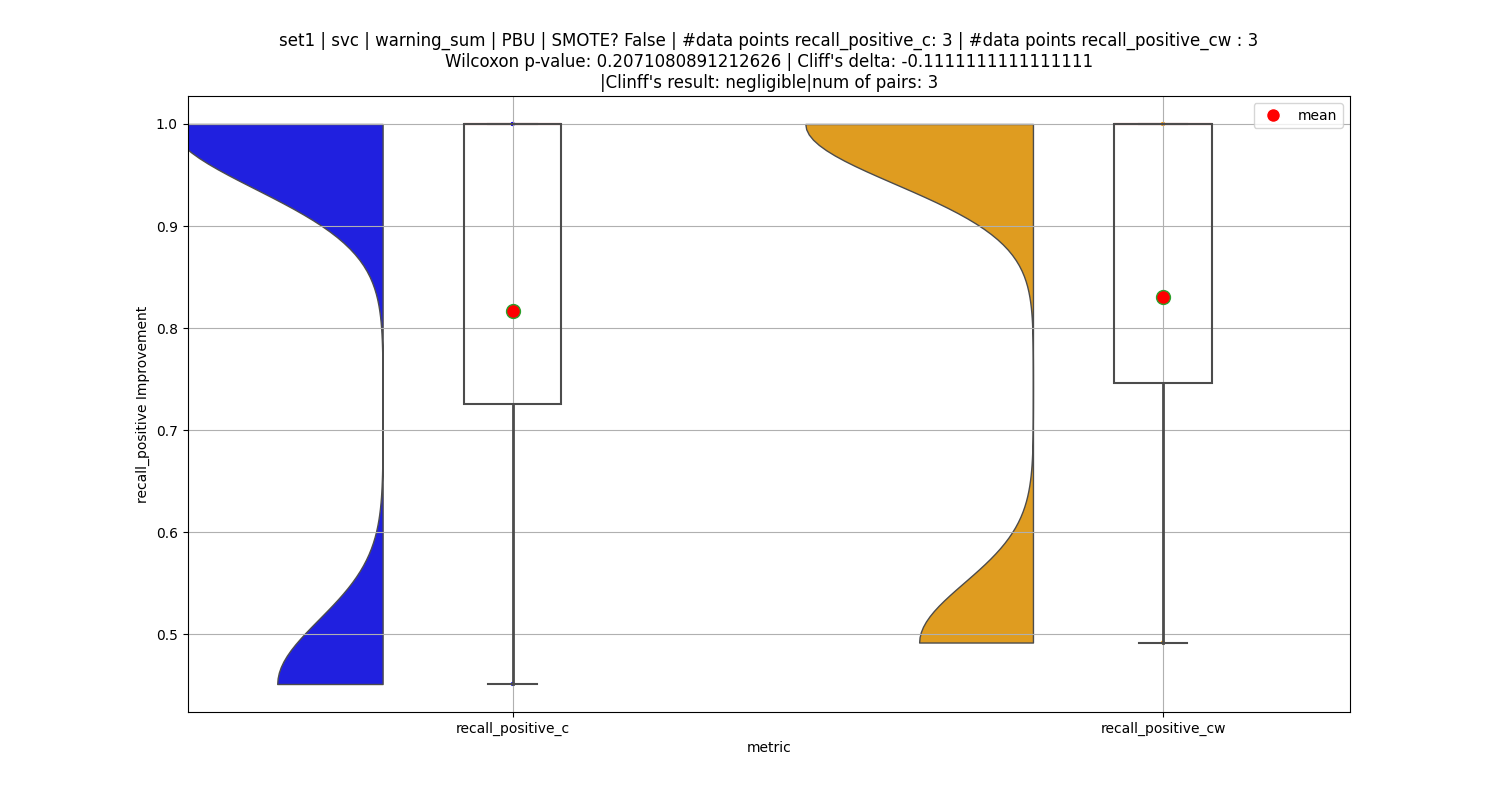 set1 | svc | warning_sum | PBU | SMOTE? False | #data points recall_positive_c: 3 | #data points recall_positive_cw : 3
Wilcoxon p-value: 0.2071080891212626 | Cliff's delta: -0.1111111111111111
|Clinff's result: negligible|num of pairs: 3
mean
1.0
0.9
0.8
0.7
0.6
0.5
recall_positive Improvement
recall_positive_c
recall_positive_cw
metric